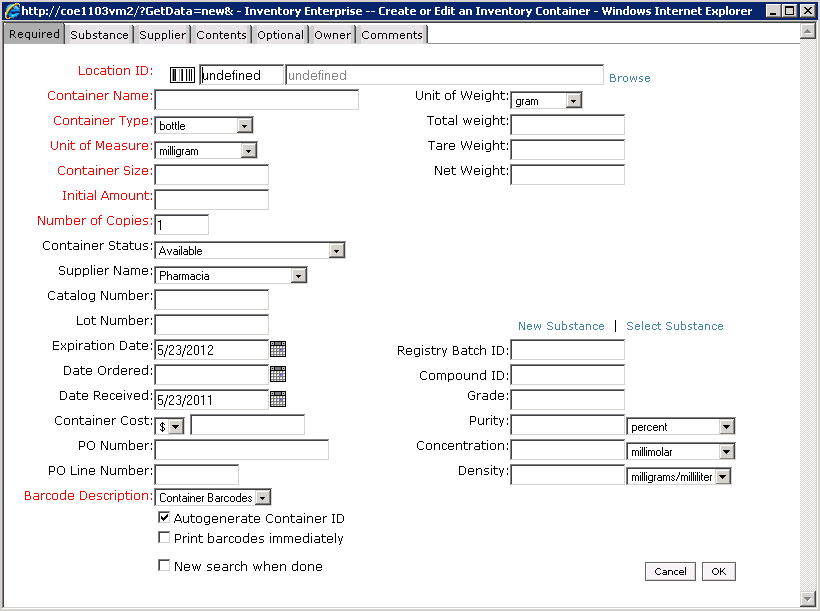 http://coe1103vm2/?GetData=new& - Inventory Enterprise -- Create or Edit an Inventory Container - Windows Internet Explorer
Required Substance Supplier Contents Optional Owner Comments
Location ID: undefined undefined Browse
Container Name: Unit of Weight: gram
Container Type: bottle Total weight:
Unit of Measure: milligram Tare Weight:
Container Size: Net Weight:
Initial Amount:
Number of Copies: 1
Container Status: Available
Supplier Name: Pharmacia
Catalog Number:
Lot Number: New Substance | Select Substance
Expiration Date: 5/23/2012 Registry Batch ID:
Date Ordered: Compound ID:
Date Received: 5/23/2011 Grade:
Container Cost: $ Purity: percent
PO Number: Concentration: millimolar
PO Line Number: Density: milligrams/milliliter
Barcode Description: Container Barcodes
Autogenerate Container ID
Print barcodes immediately
New search when done Cancel OK